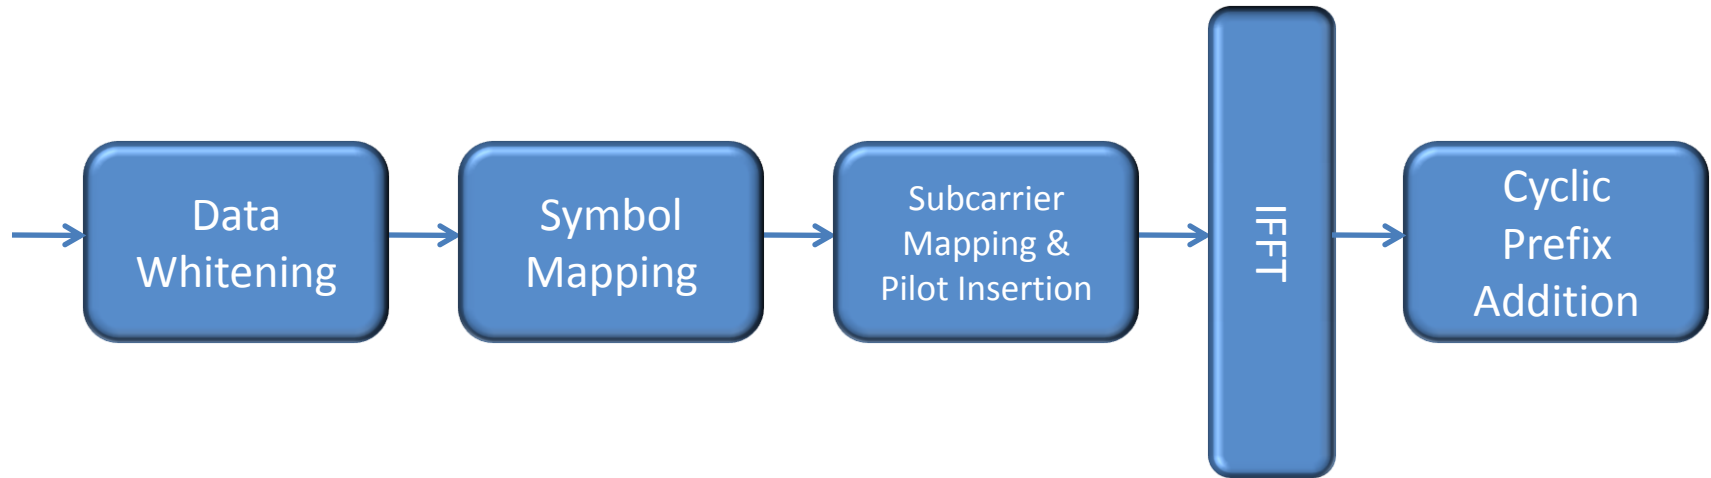 Data
Whitening
Symbol
Mapping
Subcarrier
Mapping &
Pilot Insertion
IFFT
Cyclic
Prefix
Addition